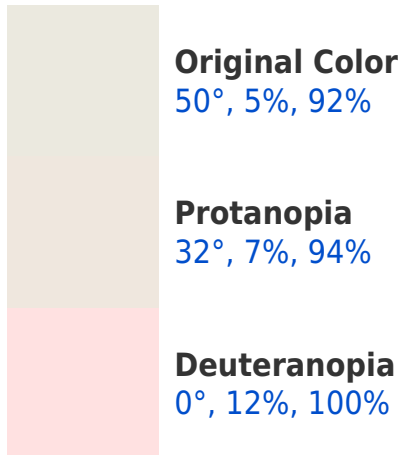 Original Color
50°, 5%, 92%
Protanopia
32°, 7%, 94%
Deuteranopia
0°, 12%, 100%